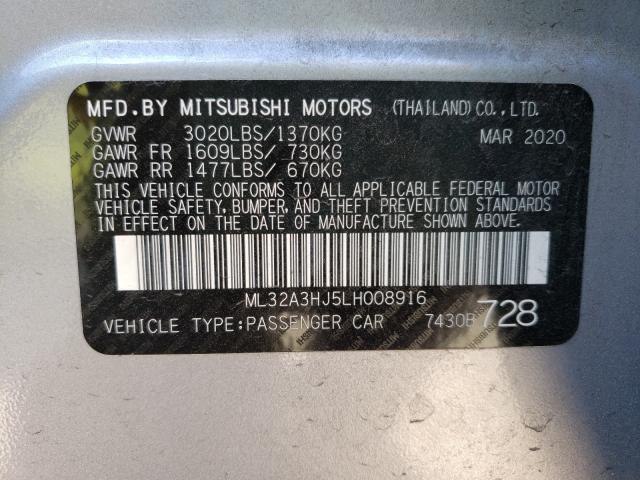 MFD.BY MITSUBISHI MOTORS (THAILAND) CO., LTD.
GVWR 3020LBS/1370KG MAR 2020
GAWR FR 1609LBS/ 730KG
GAWR RR 1477LBS/ 670KG
THIS VEHICLE CONFORMS TO ALL APPLICABLE FEDERAL MOTOR
VEHICLE SAFETY, BUMPER, AND THEFT PREVENTION STANDARDS
IN EFFECT ON THE DATE OF MANUFACTURE SHOWN ABOVE.
ML32A3HJ5LH008916
VEHICLE TYPE:PASSENGER CAR 7430B 728